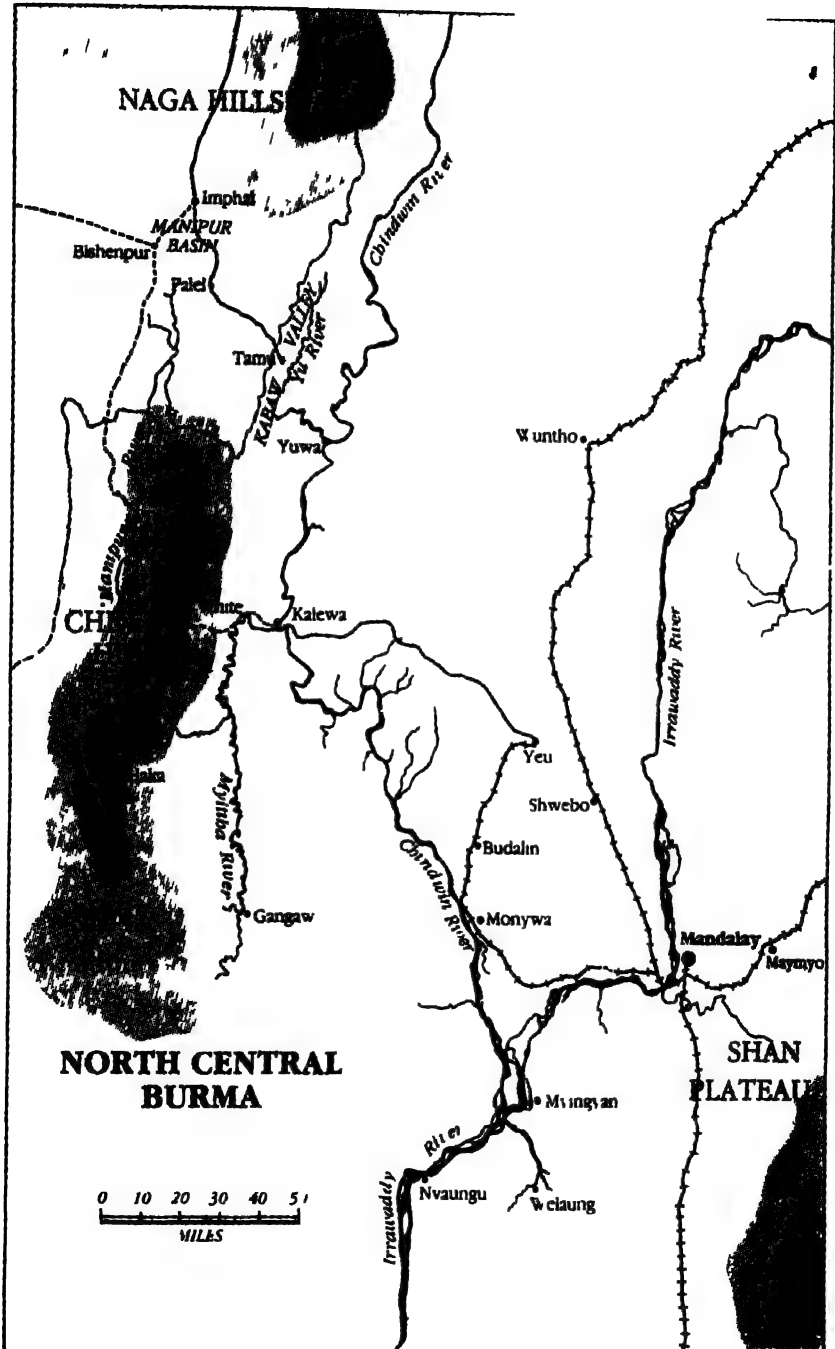 NAGA HILLS
Chindwin River
Imphal
MANIPUR
BASIN
Bishenpur
Palel
Tamu
KABAW VALLEY
Yu River
Wuntho
Yuwa
Manipur
Kalewa
Irrawaddy River
Yeu
Shwebo
Myittha River
Budalin
Chindwin River
Gangaw
Monywa
Mandalay
Maymyo
NORTH CENTRAL
BURMA
SHAN
PLATEAU
Myingyan
Irrawaddy River
Nyaungu
Welaung
0 10 20 30 40
MILES